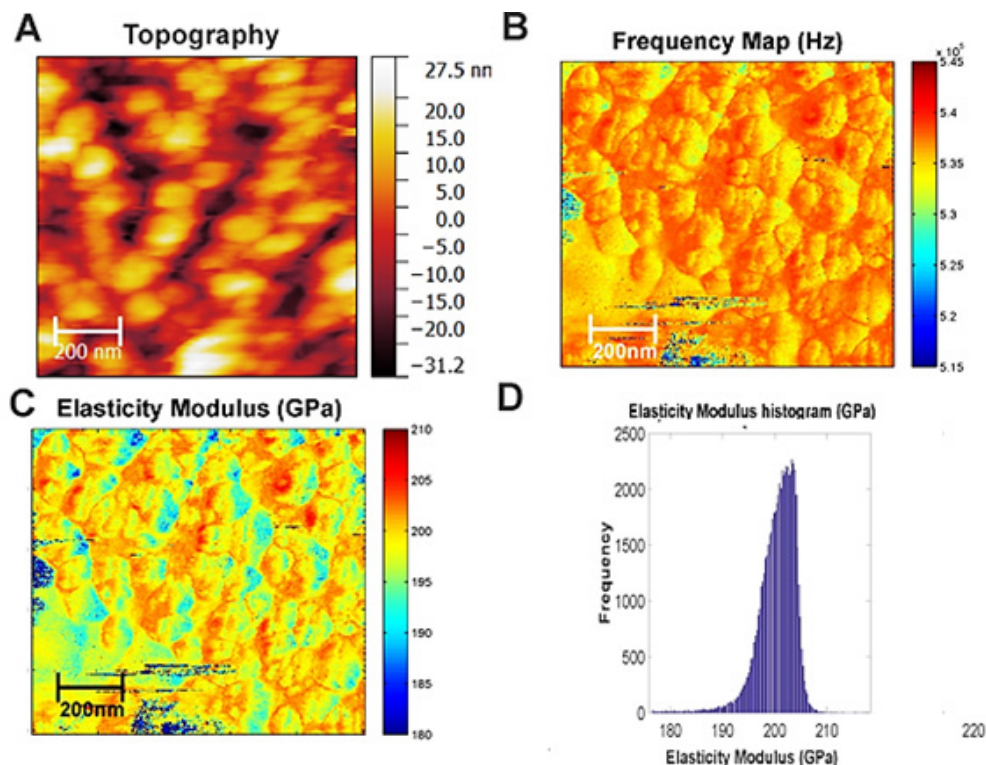 A
Topography
27.5 nm
20.0
15.0
10.0
5.0
0.0
−5.0
−10.0
−15.0
−20.0
−31.2
200 nm
B
Frequency Map (Hz)
x 10⁵
5.45
5.4
5.35
5.3
5.25
5.2
5.15
200nm
C
Elasticity Modulus (GPa)
210
205
200
195
190
185
180
200nm
D
Elasticity Modulus histogram (GPa)
2500
2000
1500
1000
500
0
Frequency
180 190 200 210 220
Elasticity Modulus (GPa)